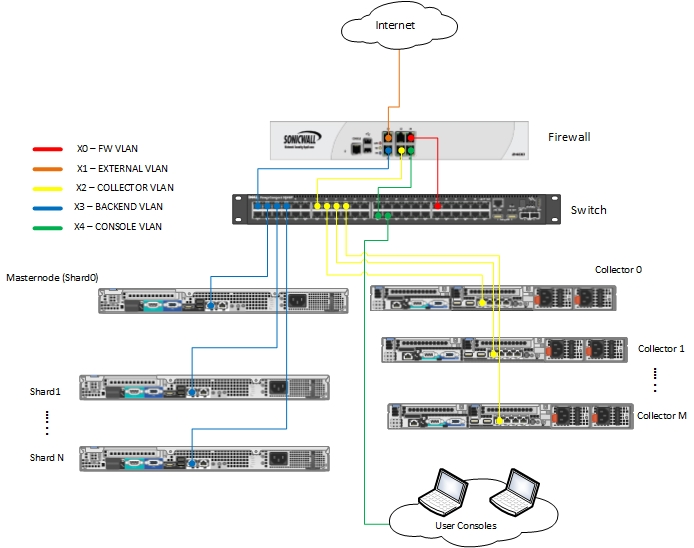 Internet
SONICWALL
Firewall
X0 – FW VLAN
X1 – EXTERNAL VLAN
X2 – COLLECTOR VLAN
X3 – BACKEND VLAN
X4 – CONSOLE VLAN
Switch
Masternode (Shard0)
Collector 0
Collector 1
Shard1
Collector M
Shard N
User Consoles